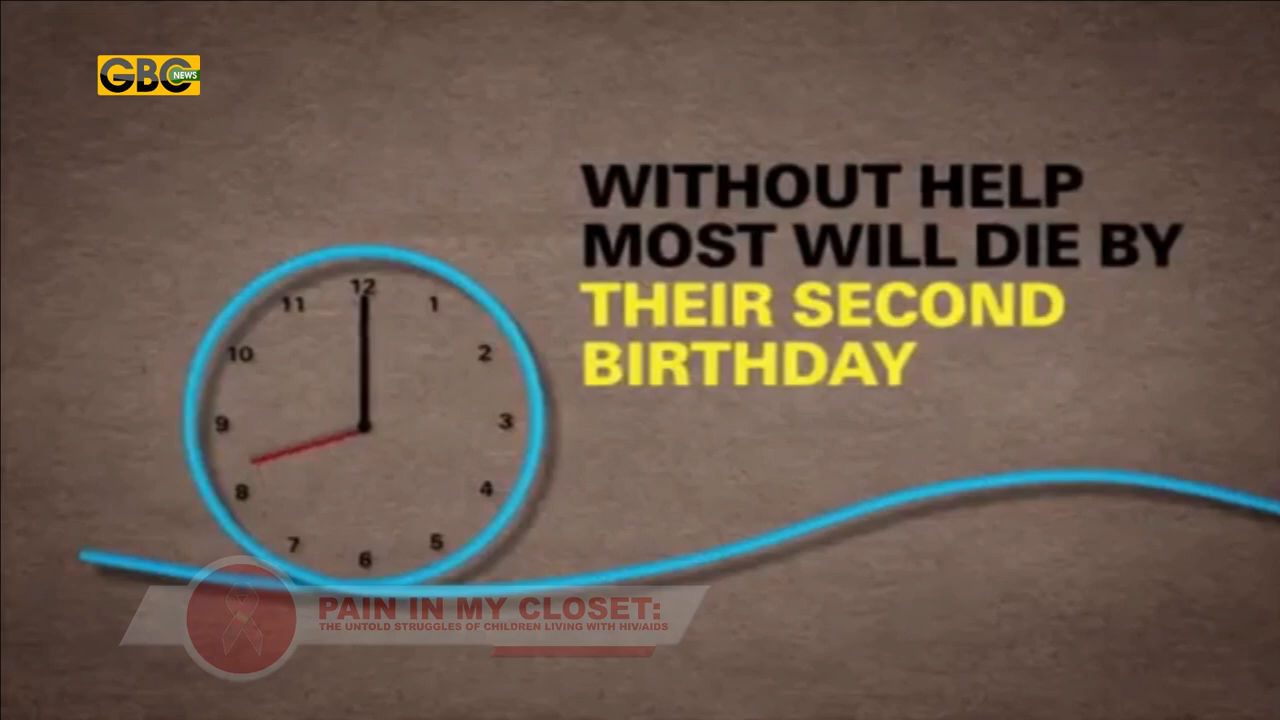 GBC NEWS
WITHOUT HELP
MOST WILL DIE BY
THEIR SECOND
BIRTHDAY
12
11
1
10
2
9
3
8
4
7
5
6
PAIN IN MY CLOSET:
THE UNTOLD STRUGGLES OF CHILDREN LIVING WITH HIV/AIDS